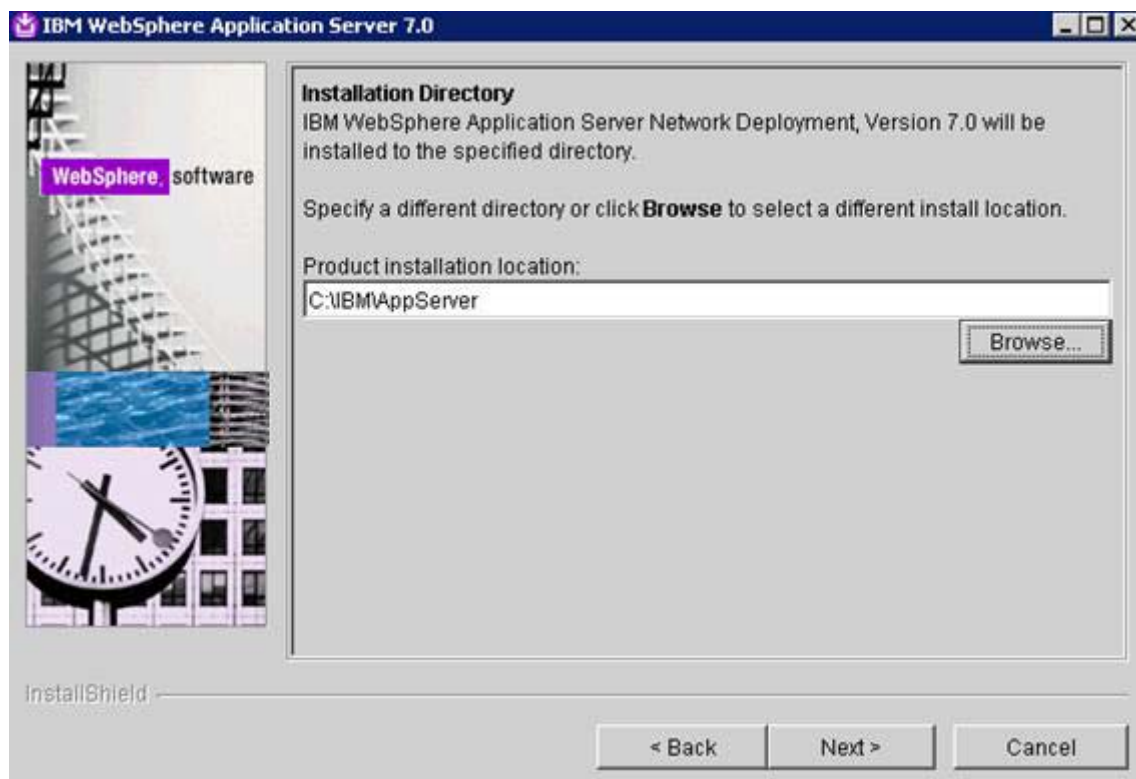 IBM WebSphere Application Server 7.0
WebSphere. software
Installation Directory
IBM WebSphere Application Server Network Deployment, Version 7.0 will be
installed to the specified directory.
Specify a different directory or click Browse to select a different install location.
Product installation location:
C:\IBM\AppServer
Browse...
InstallShield
< Back
Next >
Cancel